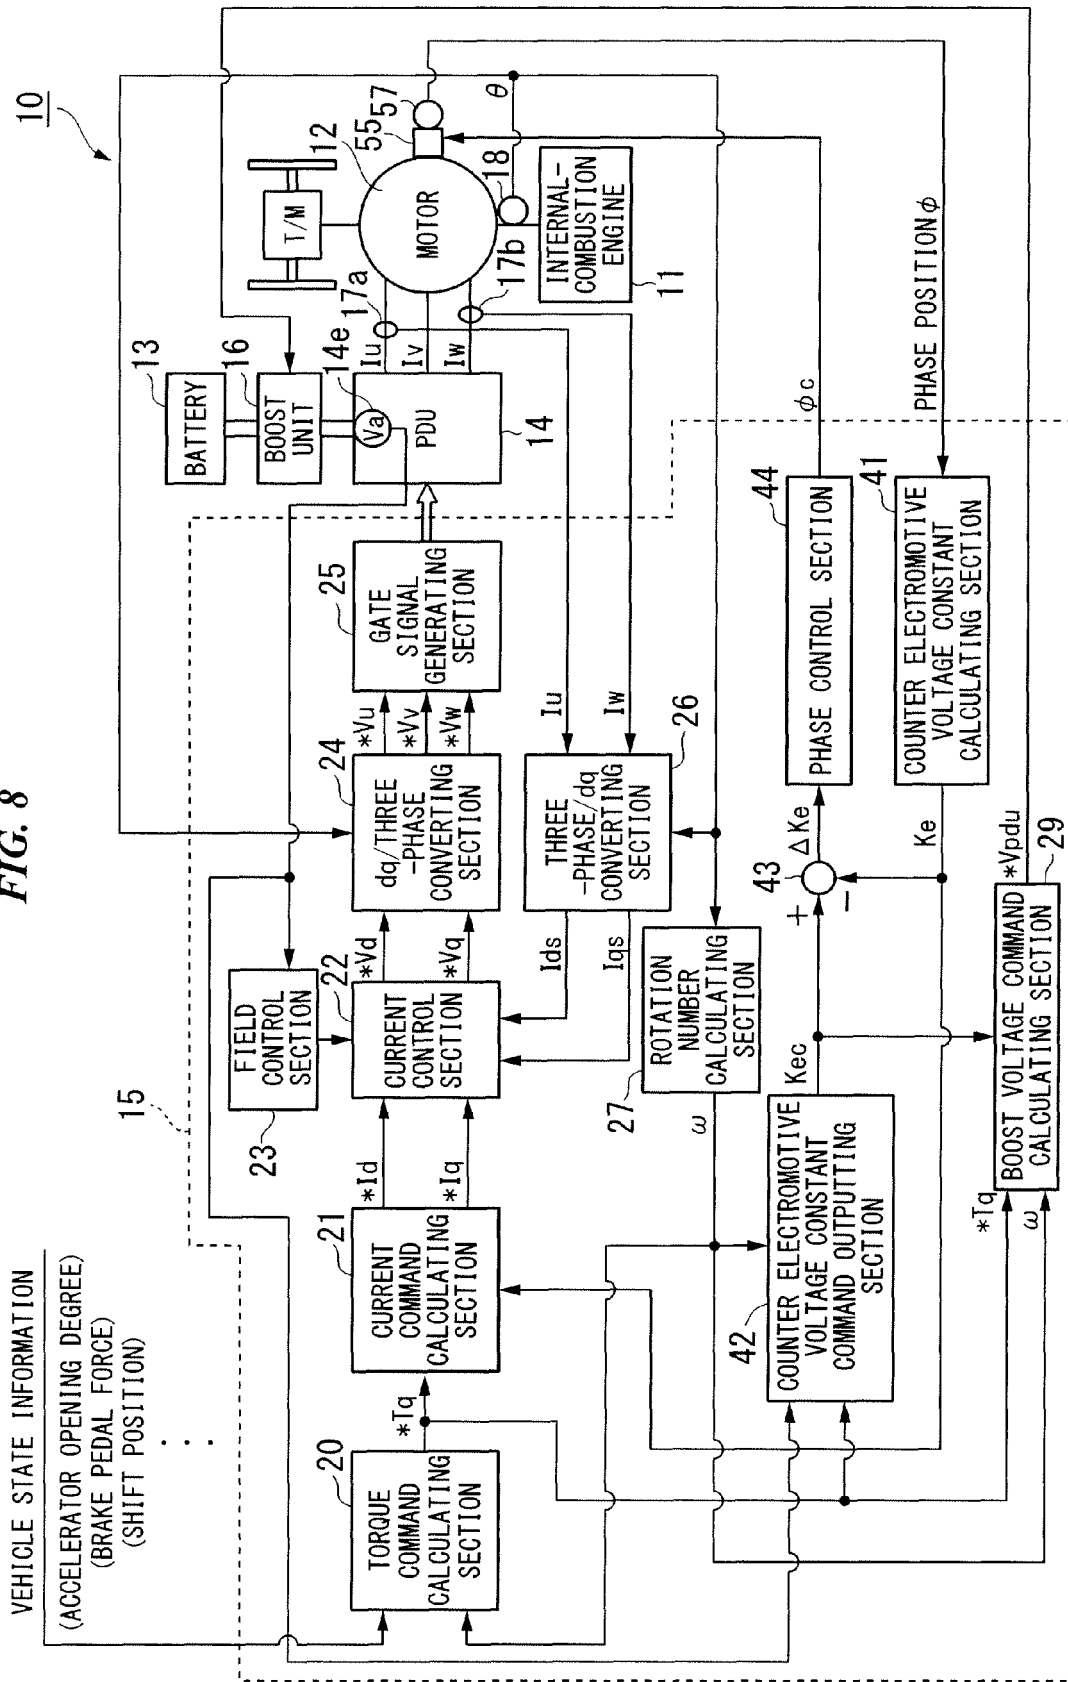 FIG. 8
10
VEHICLE STATE INFORMATION
(ACCELERATOR OPENING DEGREE)
(BRAKE PEDAL FORCE)
(SHIFT POSITION)
. . .
15
13
BATTERY
16
BOOST
UNIT
14e
Va
PDU
14
T/M
12
MOTOR
55
57
17a
17b
18
θ
INTERNAL-
COMBUSTION
ENGINE
11
Iu
Iv
Iw
20
TORQUE
COMMAND
CALCULATING
SECTION
*Tq
21
CURRENT
COMMAND
CALCULATING
SECTION
*Id
*Iq
23
FIELD
CONTROL
SECTION
22
CURRENT
CONTROL
SECTION
*Vd
*Vq
24
dq/THREE
-PHASE
CONVERTING
SECTION
*Vu
*Vv
*Vw
25
GATE
SIGNAL
GENERATING
SECTION
Iu
Iw
26
THREE
-PHASE/dq
CONVERTING
SECTION
Ids
Iqs
27
ROTATION
NUMBER
CALCULATING
SECTION
ω
42
COUNTER ELECTROMOTIVE
VOLTAGE CONSTANT
COMMAND OUTPUTTING
SECTION
Kec
43
+
−
ΔKe
44
PHASE CONTROL SECTION
φc
41
COUNTER ELECTROMOTIVE
VOLTAGE CONSTANT
CALCULATING SECTION
Ke
PHASE POSITION φ
*Tq
ω
29
BOOST VOLTAGE COMMAND
CALCULATING SECTION
*Vpdu